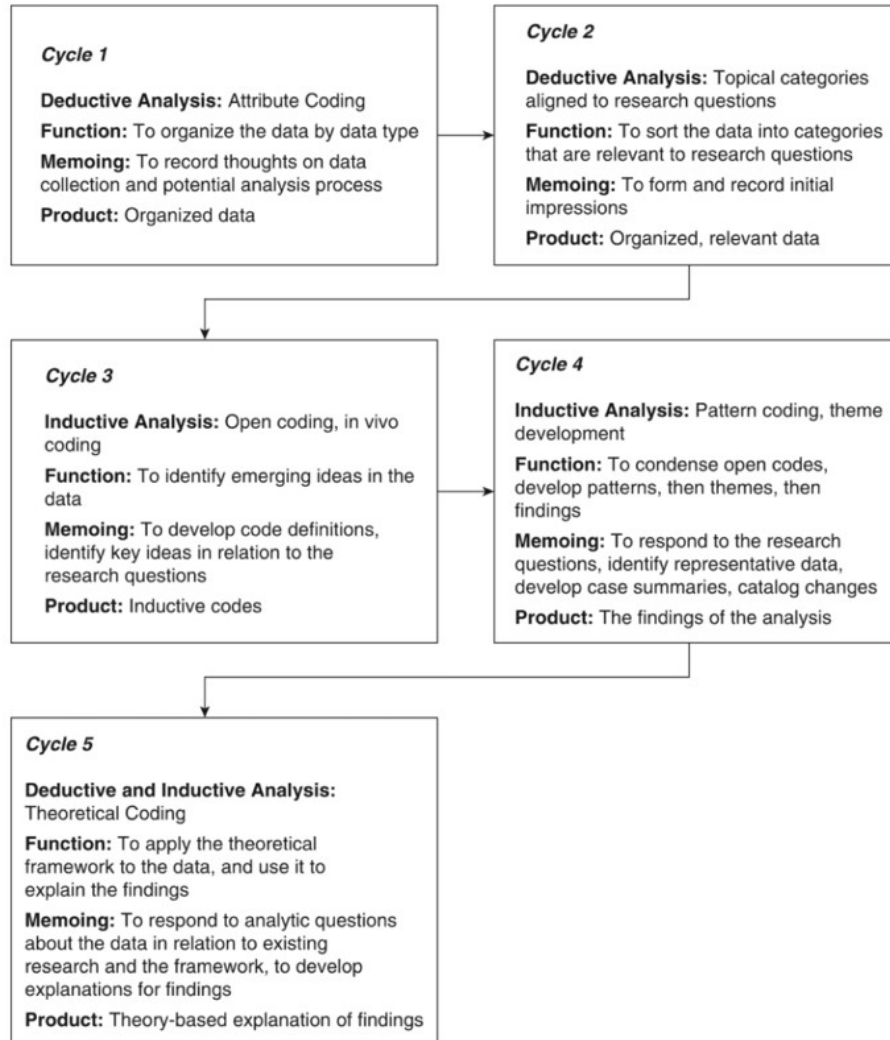 Cycle 1
Deductive Analysis: Attribute Coding
Function: To organize the data by data type
Memoing: To record thoughts on data
collection and potential analysis process
Product: Organized data
Cycle 2
Deductive Analysis: Topical categories
aligned to research questions
Function: To sort the data into categories
that are relevant to research questions
Memoing: To form and record initial
impressions
Product: Organized, relevant data
Cycle 3
Inductive Analysis: Open coding, in vivo
coding
Function: To identify emerging ideas in the
data
Memoing: To develop code definitions,
identify key ideas in relation to the
research questions
Product: Inductive codes
Cycle 4
Inductive Analysis: Pattern coding, theme
development
Function: To condense open codes,
develop patterns, then themes, then
findings
Memoing: To respond to the research
questions, identify representative data,
develop case summaries, catalog changes
Product: The findings of the analysis
Cycle 5
Deductive and Inductive Analysis:
Theoretical Coding
Function: To apply the theoretical
framework to the data, and use it to
explain the findings
Memoing: To respond to analytic questions
about the data in relation to existing
research and the framework, to develop
explanations for findings
Product: Theory-based explanation of findings